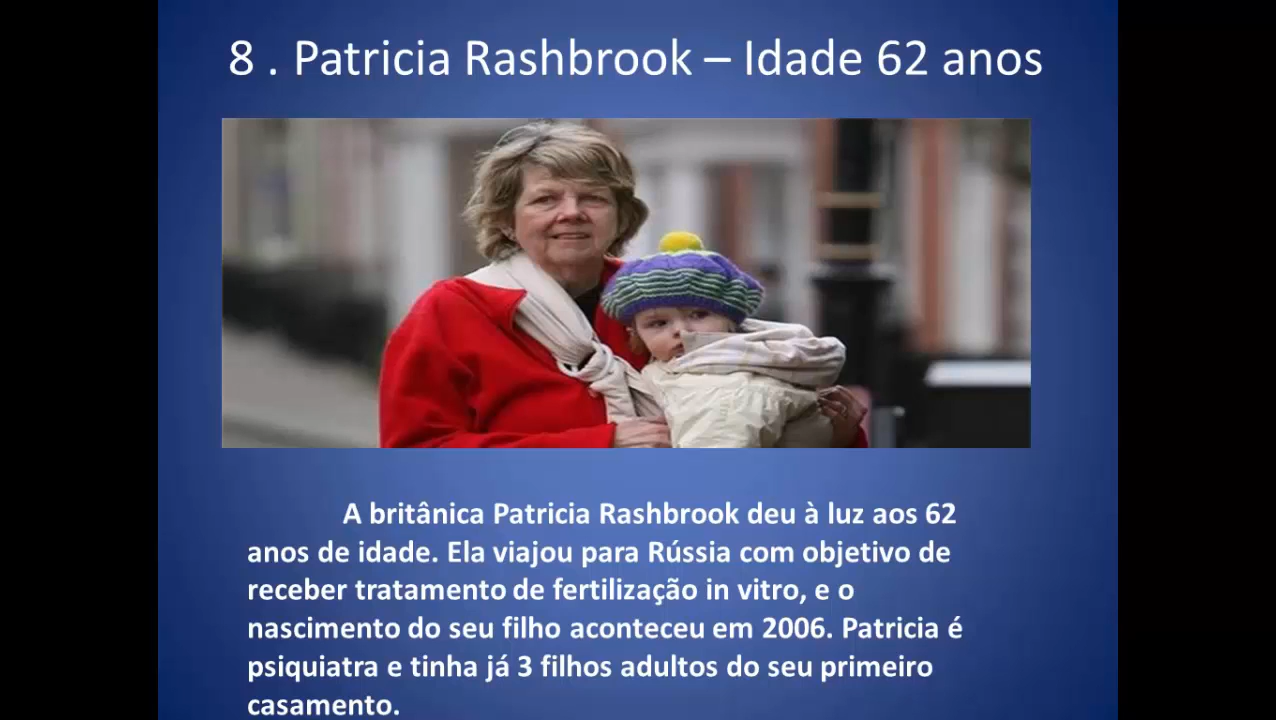 8 . Patricia Rashbrook – Idade 62 anos
A britânica Patricia Rashbrook deu à luz aos 62
anos de idade. Ela viajou para Rússia com objetivo de
receber tratamento de fertilização in vitro, e o
nascimento do seu filho aconteceu em 2006. Patricia é
psiquiatra e tinha já 3 filhos adultos do seu primeiro
casamento.